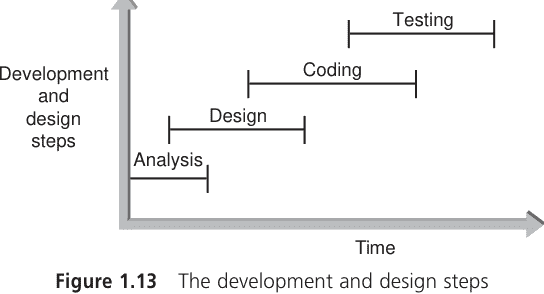 Testing
Coding
Development
and
design
steps
Design
Analysis
Time
Figure 1.13 The development and design steps